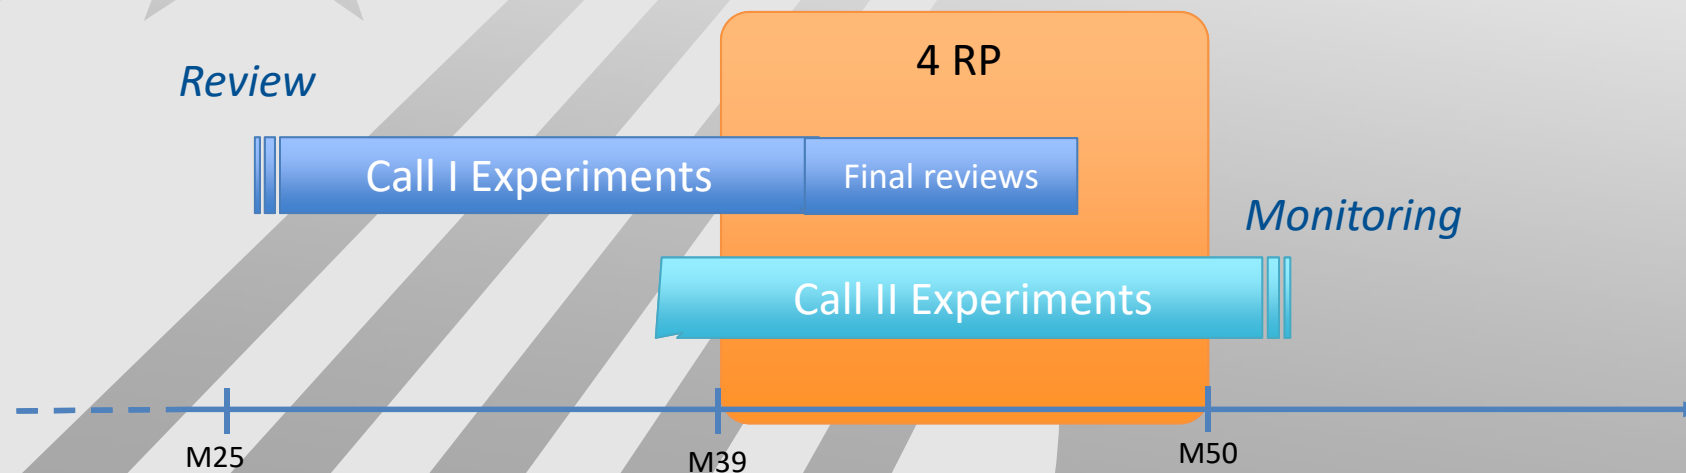 4 RP
Review
Call I Experiments
Final reviews
Monitoring
Call II Experiments
M25
M39
M50